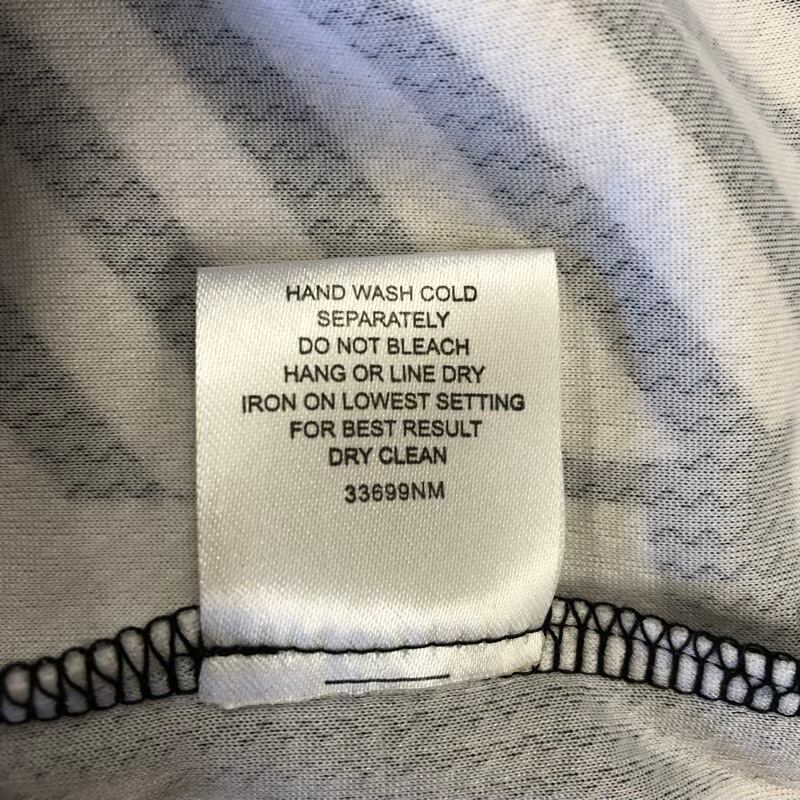 HAND WASH COLD
SEPARATELY
DO NOT BLEACH
HANG OR LINE DRY
IRON ON LOWEST SETTING
FOR BEST RESULT
DRY CLEAN
33699NM